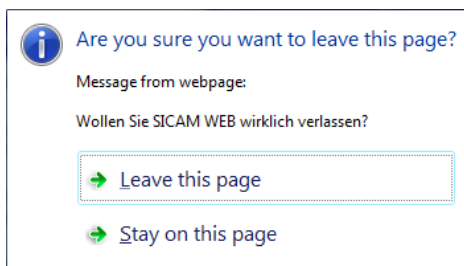 Are you sure you want to leave this page?
Message from webpage:
Wollen Sie SICAM WEB wirklich verlassen?
Leave this page
Stay on this page